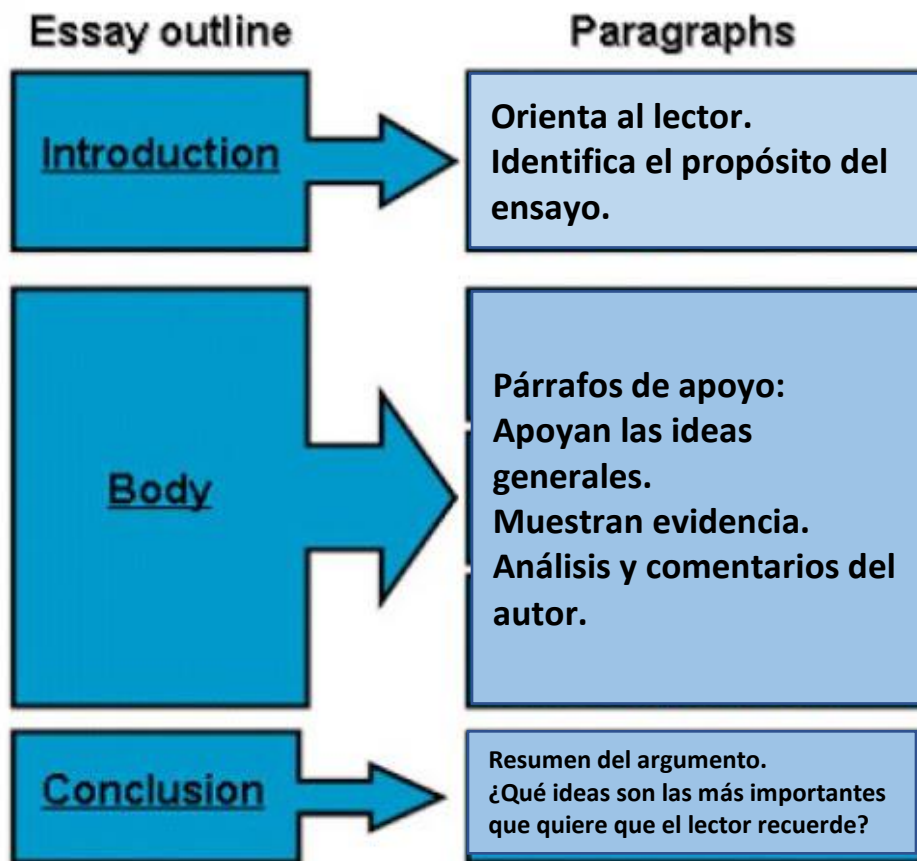 Essay outline
Paragraphs
Introduction
Orienta al lector.
Identifica el propósito del
ensayo.
Body
Párrafos de apoyo:
Apoyan las ideas
generales.
Muestran evidencia.
Análisis y comentarios del
autor.
Conclusion
Resumen del argumento.
¿Qué ideas son las más importantes
que quiere que el lector recuerde?